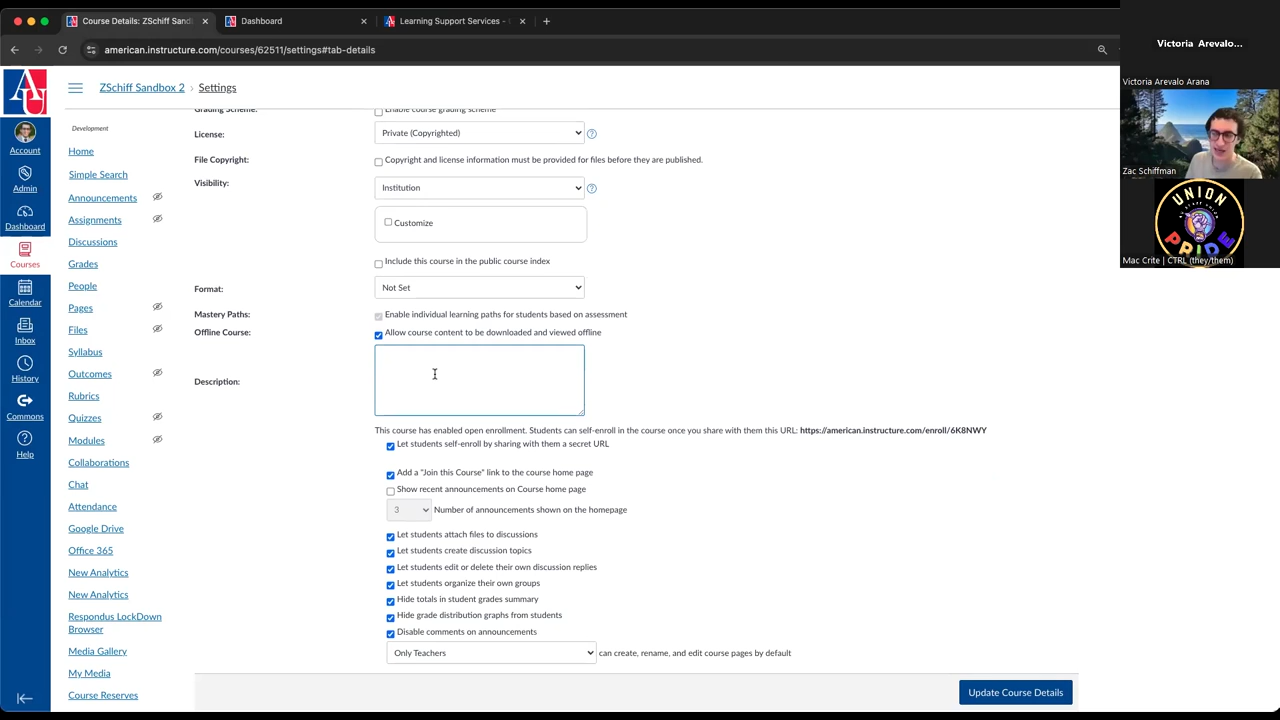 Course Details: ZSchiff Sandb
Dashboard
Learning Support Services -
american.instructure.com/courses/62511/settings#tab-details
Victoria Arevalo...
Victoria Arevalo Arana
Zac Schiffman
UNION
PRIDE
Mac Crite | CTRL (they/them)
AU
ZSchiff Sandbox 2 › Settings
Account
Admin
Dashboard
Courses
Calendar
Inbox
History
Commons
Help
Development
Home
Simple Search
Announcements
Assignments
Discussions
Grades
People
Pages
Files
Syllabus
Outcomes
Rubrics
Quizzes
Modules
Collaborations
Chat
Attendance
Google Drive
Office 365
New Analytics
New Analytics
Respondus LockDown
Browser
Media Gallery
My Media
Course Reserves
Grading Scheme: Enable course grading scheme
License: Private (Copyrighted)
File Copyright: Copyright and license information must be provided for files before they are published.
Visibility: Institution
Customize
Include this course in the public course index
Format: Not Set
Mastery Paths: Enable individual learning paths for students based on assessment
Offline Course: Allow course content to be downloaded and viewed offline
Description:
This course has enabled open enrollment. Students can self-enroll in the course once you share with them this URL: https://american.instructure.com/enroll/6K8NWY
Let students self-enroll by sharing with them a secret URL
Add a "Join this Course" link to the course home page
Show recent announcements on Course home page
3 Number of announcements shown on the homepage
Let students attach files to discussions
Let students create discussion topics
Let students edit or delete their own discussion replies
Let students organize their own groups
Hide totals in student grades summary
Hide grade distribution graphs from students
Disable comments on announcements
Only Teachers can create, rename, and edit course pages by default
Update Course Details